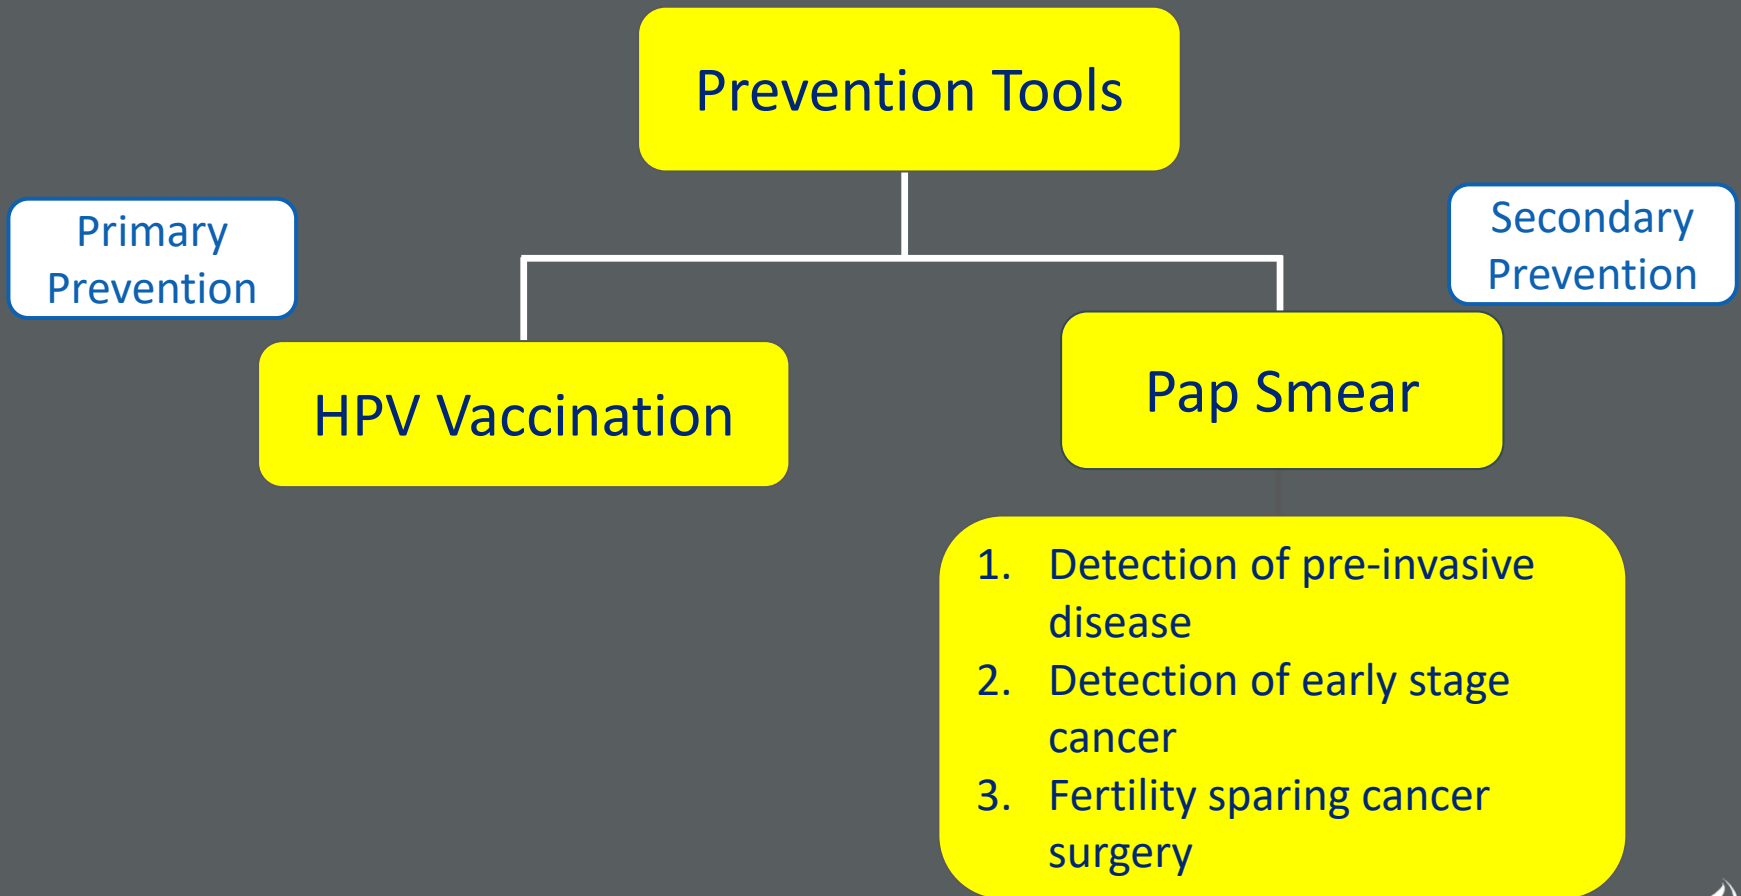 Prevention Tools
Primary
Prevention
Secondary
Prevention
HPV Vaccination
Pap Smear
1. Detection of pre-invasive
disease
2. Detection of early stage
cancer
3. Fertility sparing cancer
surgery